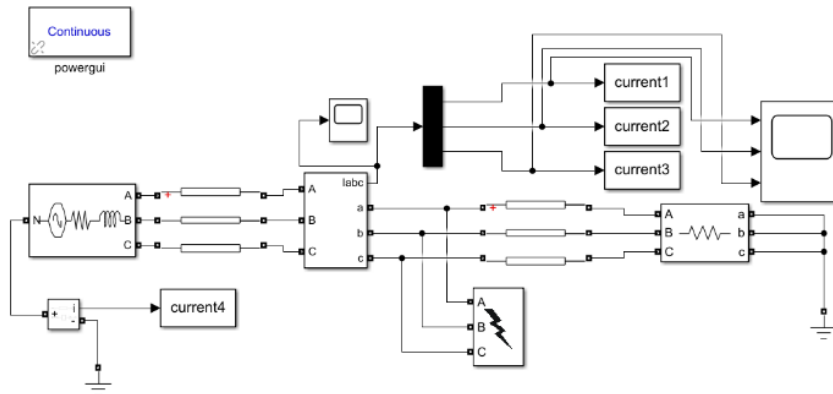 Continuous
powergui
current1
current2
current3
Iabc
A
B
C
a
b
c
N
A
B
C
A
B
C
a
b
c
+
-
i
current4
A
B
C
+
+